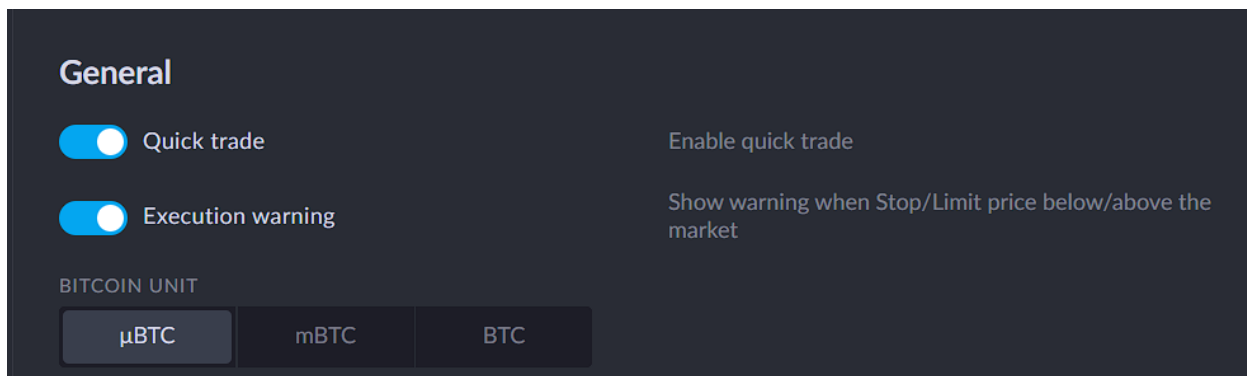 General
Quick trade
Enable quick trade
Execution warning
Show warning when Stop/Limit price below/above the
market
BITCOIN UNIT
µBTC
mBTC
BTC